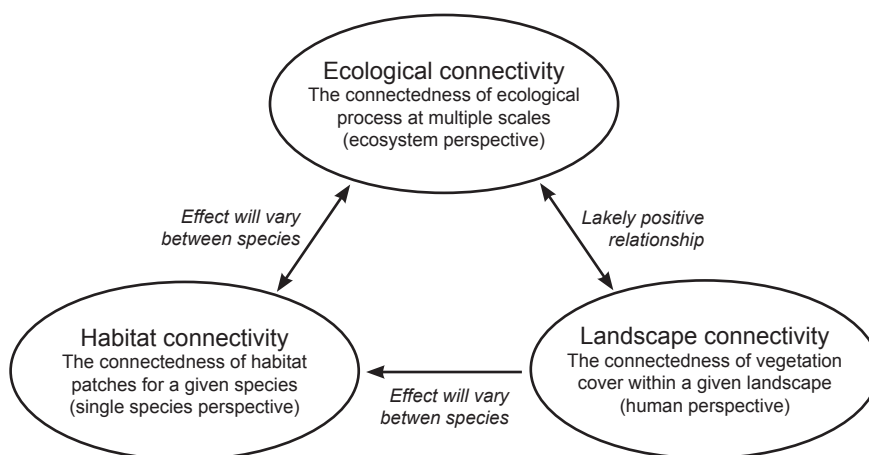 Ecological connectivity
The connectedness of ecological
process at multiple scales
(ecosystem perspective)
Effect will vary
between species
Lakely positive
relationship
Habitat connectivity
The connectedness of habitat
patches for a given species
(single species perspective)
Effect will vary
betwen species
Landscape connectivity
The connectedness of vegetation
cover within a given landscape
(human perspective)